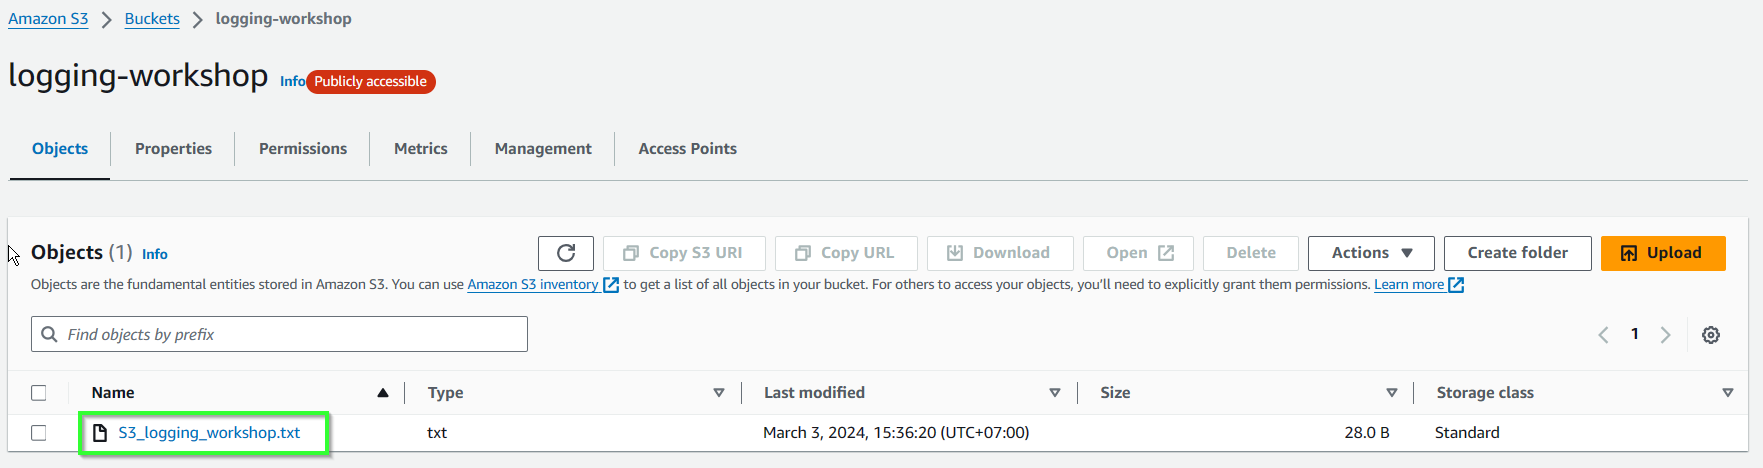 Amazon S3 > Buckets > logging-workshop
logging-workshop Info Publicly accessible
Objects Properties Permissions Metrics Management Access Points
Objects (1) Info Copy S3 URI Copy URL Download Open Delete Actions Create folder Upload
Objects are the fundamental entities stored in Amazon S3. You can use Amazon S3 inventory to get a list of all objects in your bucket. For others to access your objects, you'll need to explicitly grant them permissions. Learn more
Find objects by prefix 1
Name Type Last modified Size Storage class
S3_logging_workshop.txt txt March 3, 2024, 15:36:20 (UTC+07:00) 28.0 B Standard